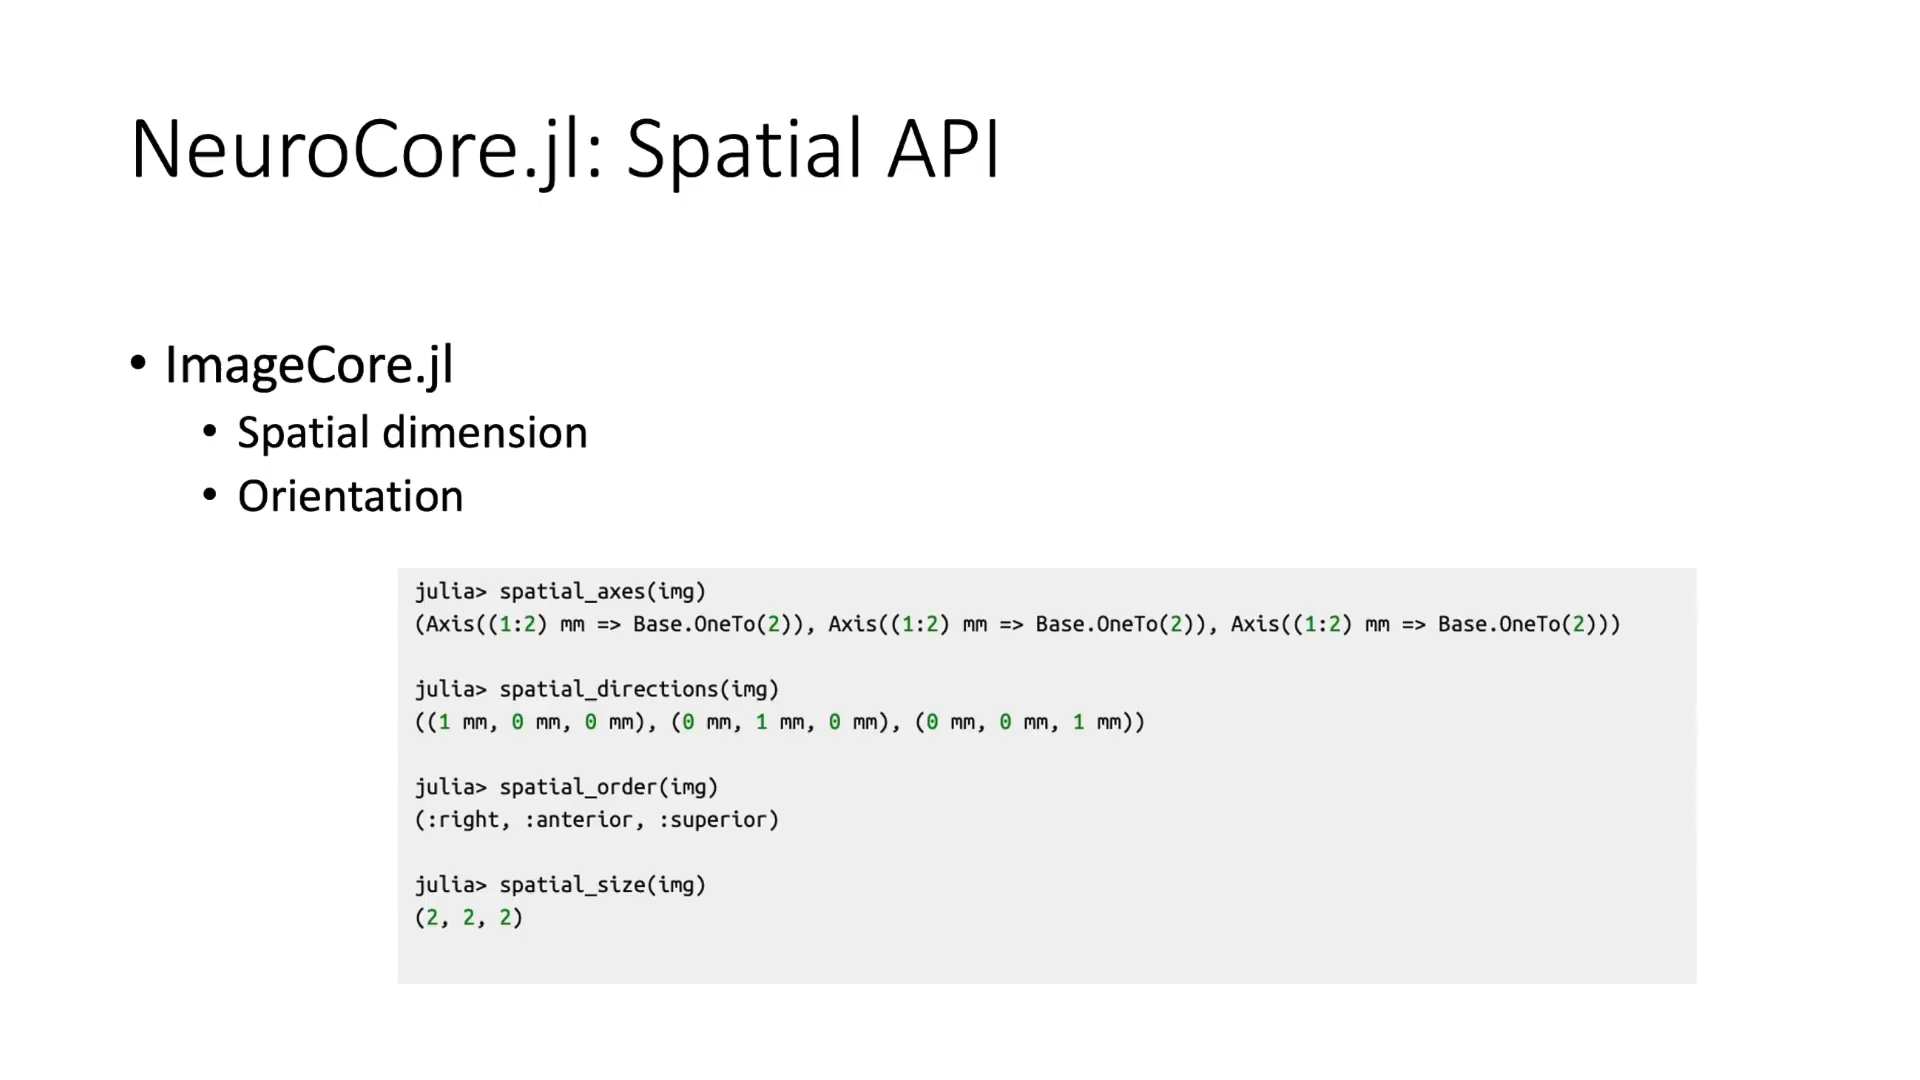 NeuroCore.jl: Spatial API
• ImageCore.jl
• Spatial dimension
• Orientation
julia> spatial_axes(img)
(Axis((1:2) mm => Base.OneTo(2)), Axis((1:2) mm => Base.OneTo(2)), Axis((1:2) mm => Base.OneTo(2)))
julia> spatial_directions(img)
((1 mm, 0 mm, 0 mm), (0 mm, 1 mm, 0 mm), (0 mm, 0 mm, 1 mm))
julia> spatial_order(img)
(:right, :anterior, :superior)
julia> spatial_size(img)
(2, 2, 2)